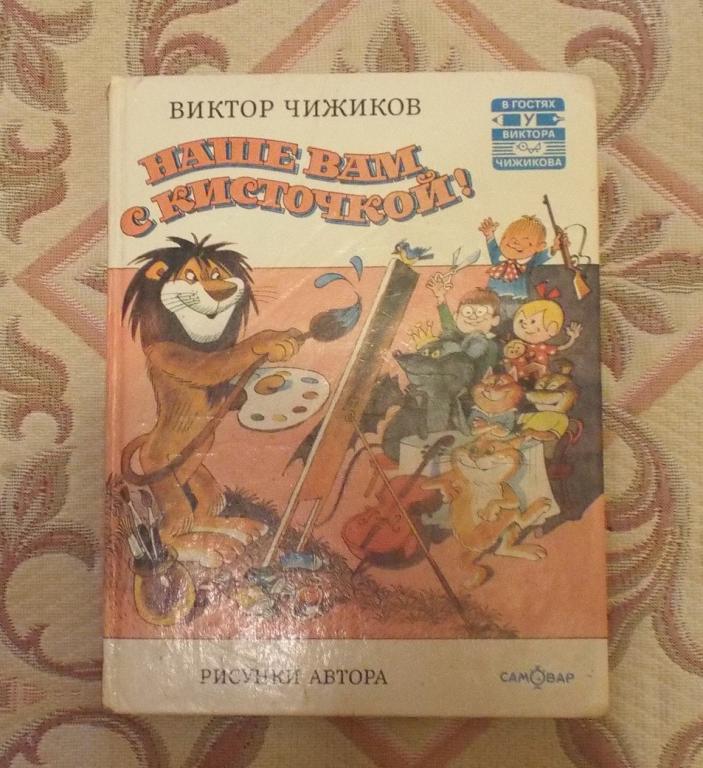 ВИКТОР ЧИЖИКОВ
НАШЕ ВАМ
С КИСТОЧКОЙ!
В ГОСТЯХ
У
ВИКТОРА
ЧИЖИКОВА
РИСУНКИ АВТОРА
САМОВАР